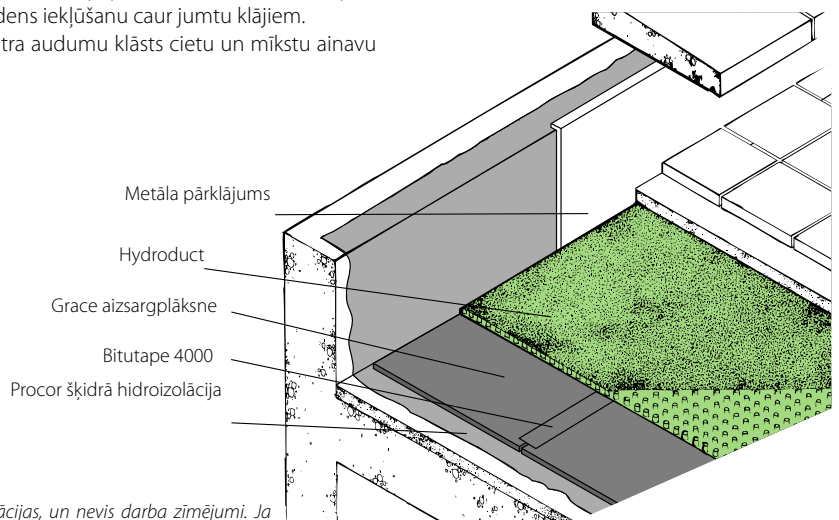 dens iekļūšanu caur jumtu klājiem.
tra audumu klāsts cietu un mīkstu ainavu
Metāla pārklājums
Hydroduct
Grace aizsargplāksne
Bitutape 4000
Procor šķidrā hidroizolācija
ācijas, un nevis darba zīmējumi. Ja